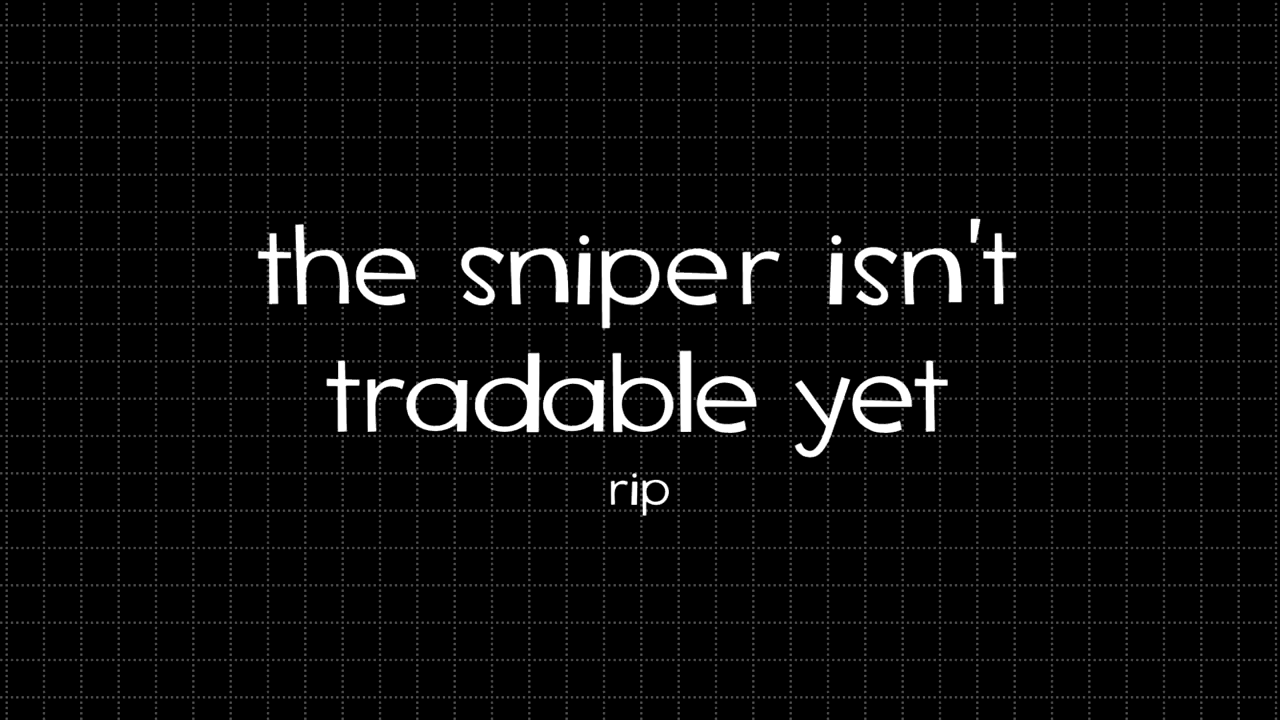 the sniper isn't
tradable yet
rip